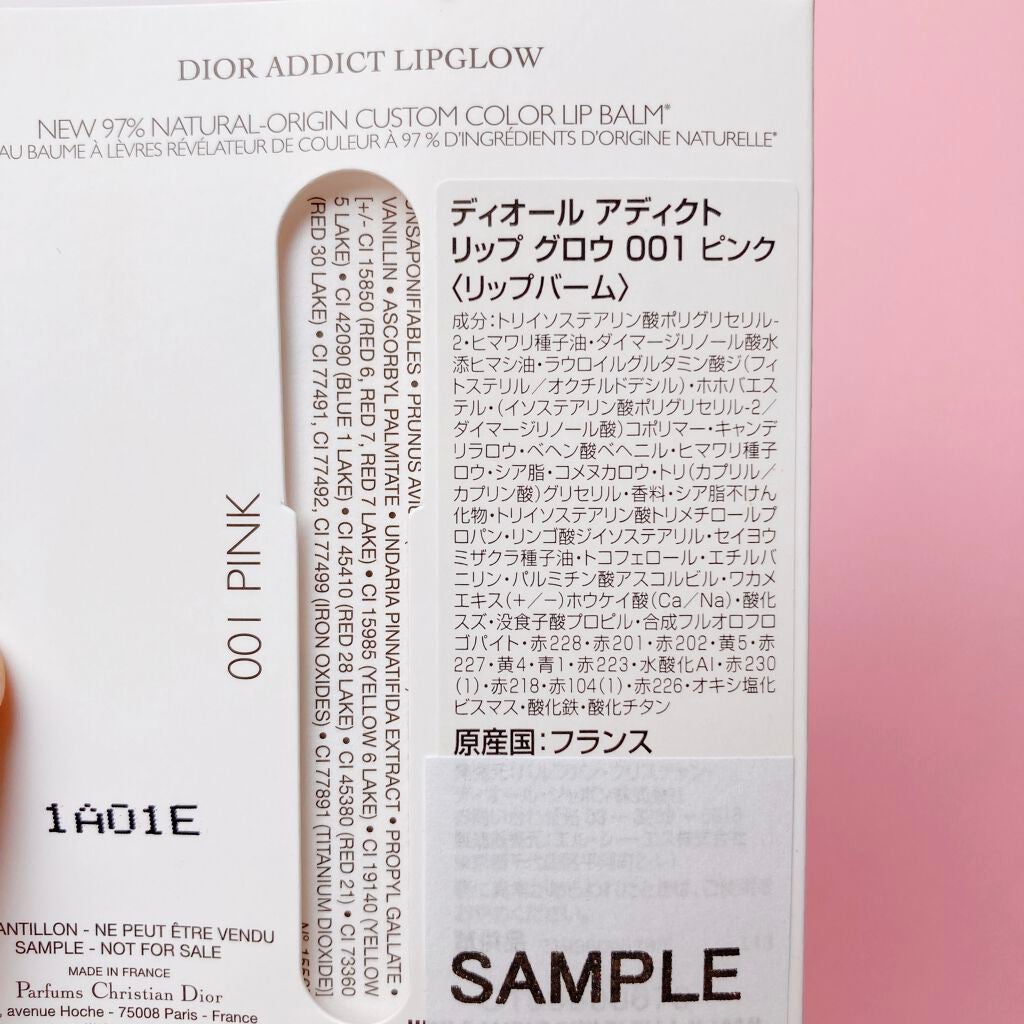 DIOR ADDICT LIPGLOW
NEW 97% NATURAL-ORIGIN CUSTOM COLOR LIP BALM*
AU BAUME À LÈVRES RÉVÉLATEUR DE COULEUR À 97 % D'INGRÉDIENTS D'ORIGINE NATURELLE*
UNSAPONIFIABLES • PRUNUS AVIU
VANILLIN • ASCORBYL PALMITATE • UNDARIA PINNATIFIDA EXTRACT • PROPYL GALLATE •
[+/- CI 15850 (RED 6, RED 7, RED 7 LAKE) • CI 15985 (YELLOW 6 LAKE) • CI 19140 (YELLOW
5 LAKE) • CI 42090 (BLUE 1 LAKE) • CI 45410 (RED 28 LAKE) • CI 45380 (RED 21) • CI 73360
(RED 30 LAKE) • CI 77491, CI 77492, CI 77499 (IRON OXIDES) • CI 77891 (TITANIUM DIOXIDE)]
001 PINK
1A01E
ANTILLON - NE PEUT ÊTRE VENDU
SAMPLE - NOT FOR SALE
MADE IN FRANCE
Parfums Christian Dior
, avenue Hoche - 75008 Paris - France
ディオール アディクト
リップ グロウ 001 ピンク
〈リップバーム〉
成分:トリイソステアリン酸ポリグリセリル-
2・ヒマワリ種子油・ダイマージリノール酸水
添ヒマシ油・ラウロイルグルタミン酸ジ(フィ
トステリル/オクチルドデシル)・ホホバエス
テル・(イソステアリン酸ポリグリセリル-2/
ダイマージリノール酸)コポリマー・キャンデ
リラロウ・ベヘン酸ベヘニル・ヒマワリ種子
ロウ・シア脂・コメヌカロウ・トリ(カプリル/
カプリン酸)グリセリル・香料・シア脂不けん
化物・トリイソステアリン酸トリメチロールプ
ロパン・リンゴ酸ジイソステアリル・セイヨウ
ミザクラ種子油・トコフェロール・エチルバ
ニリン・パルミチン酸アスコルビル・ワカメ
エキス(+/−)ホウケイ酸(Ca/Na)・酸化
スズ・没食子酸プロピル・合成フルオロフロ
ゴパイト・赤228・赤201・赤202・黄5・赤
227・黄4・青1・赤223・水酸化Al・赤230
(1)・赤218・赤104(1)・赤226・オキシ塩化
ビスマス・酸化鉄・酸化チタン
原産国:フランス
SAMPLE